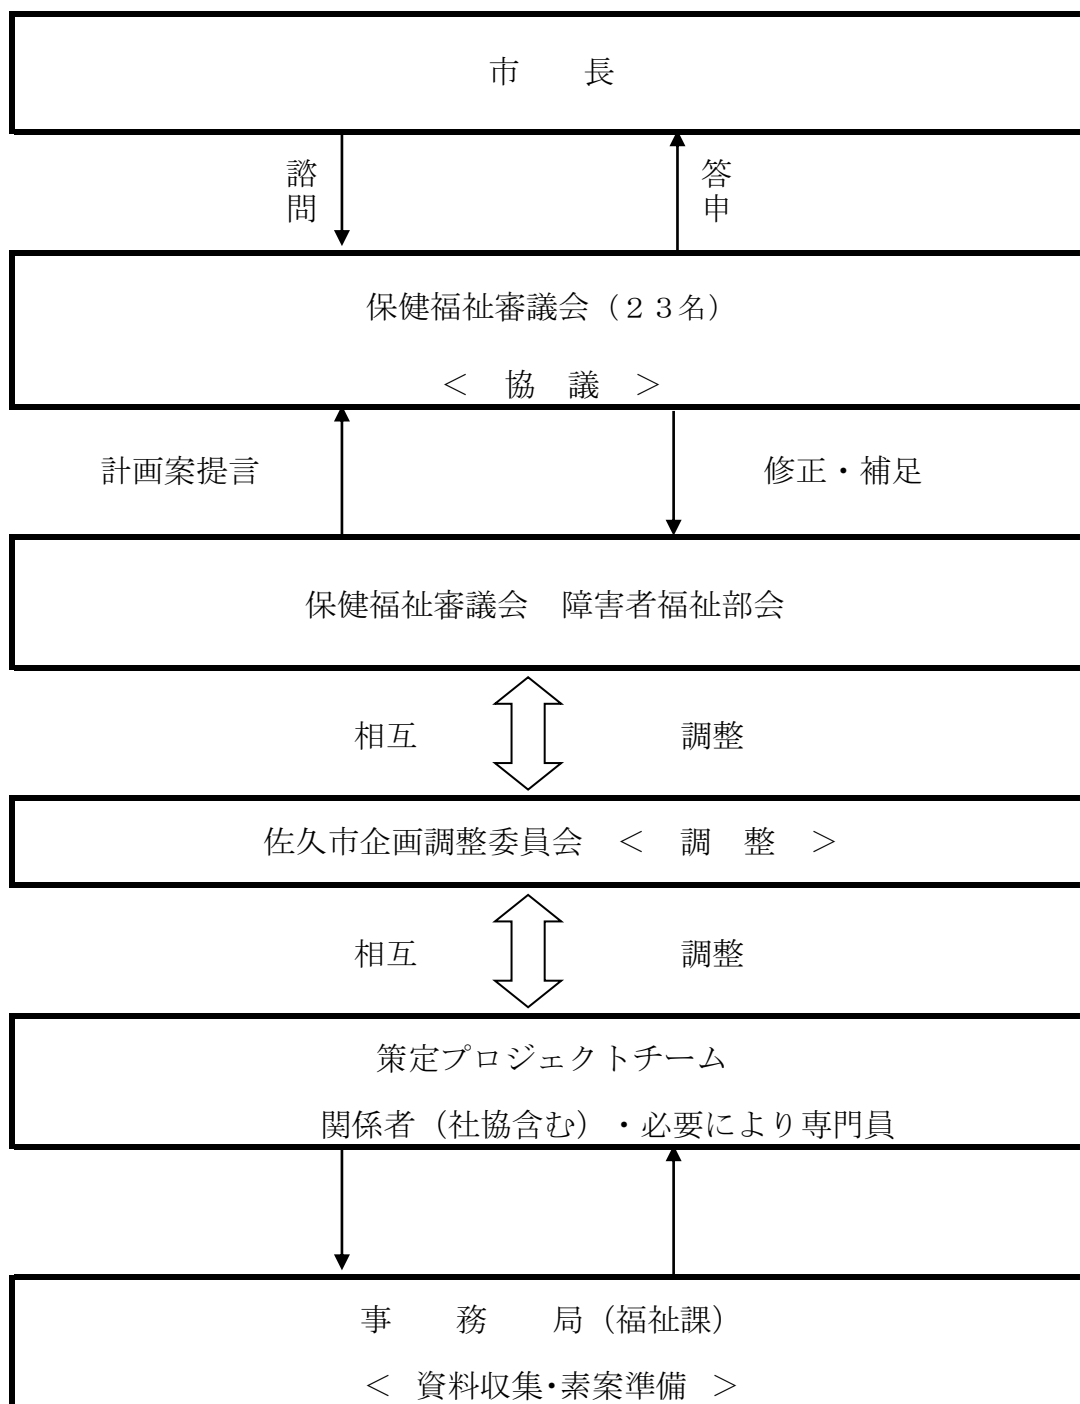 市　　長
諮問
答申
保健福祉審議会（２３名）
＜　協　議　＞
計画案提言
修正・補足
保健福祉審議会　障害者福祉部会
相互
調整
佐久市企画調整委員会　＜　調　整　＞
相互
調整
策定プロジェクトチーム
関係者（社協含む）・必要により専門員
事　　務　　局（福祉課）
＜　資料収集・素案準備　＞